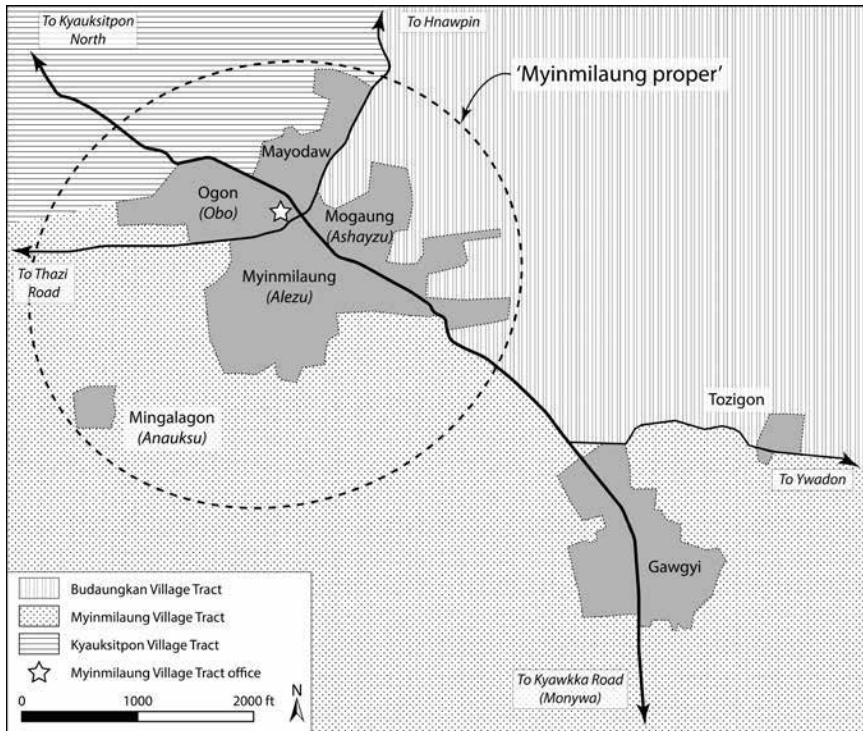 To Kyauksitpon
North
To Hnawpin
'Myinmilaung proper'
Mayodaw
Ogon
(Obo)
Mogaung
(Ashayzu)
To Thazi
Road
Myinmilaung
(Alezu)
Mingalagon
(Anauksu)
Tozigon
To Ywadon
Gawgyi
To Kyawkka Road
(Monywa)
Budaungkan Village Tract
Myinmilaung Village Tract
Kyauksitpon Village Tract
Myinmilaung Village Tract office
0 1000 2000 ft
N